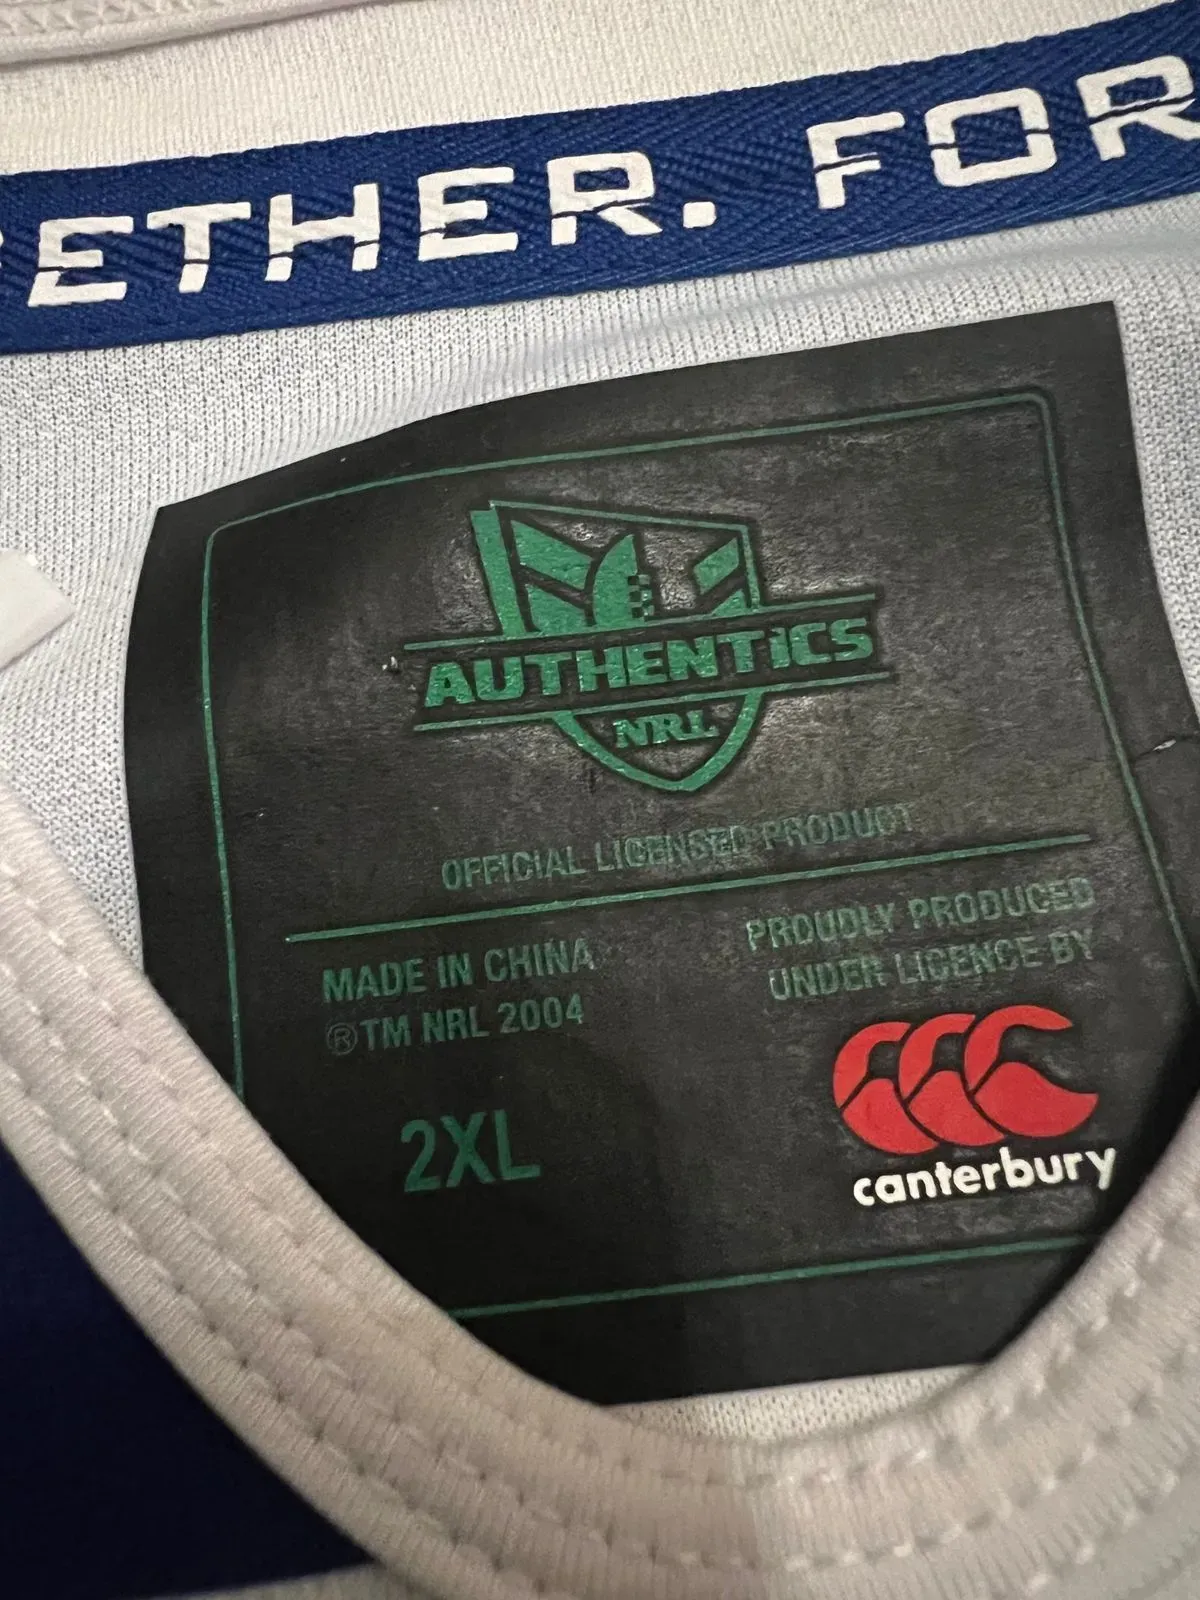 ETHER. FOR
AUTHENTiCS
NRL
OFFICIAL LICENSED PRODUCT
MADE IN CHINA
®TM NRL 2004
PROUDLY PRODUCED
UNDER LICENCE BY
2XL
canterbury